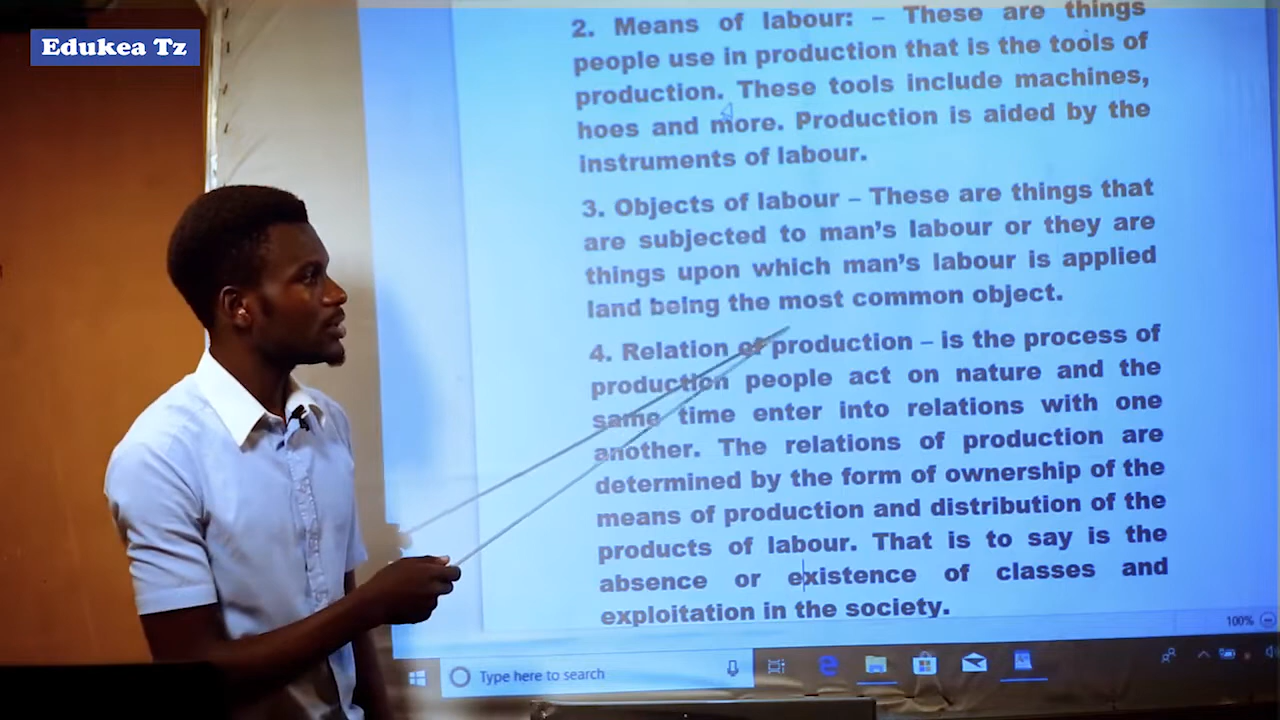 Edukea Tz
2. Means of labour: – These are things
people use in production that is the tools of
production. These tools include machines,
hoes and more. Production is aided by the
instruments of labour.
3. Objects of labour – These are things that
are subjected to man's labour or they are
things upon which man's labour is applied
land being the most common object.
4. Relation of production – is the process of
production people act on nature and the
same time enter into relations with one
another. The relations of production are
determined by the form of ownership of the
means of production and distribution of the
products of labour. That is to say is the
absence or existence of classes and
exploitation in the society.
100%
Type here to search